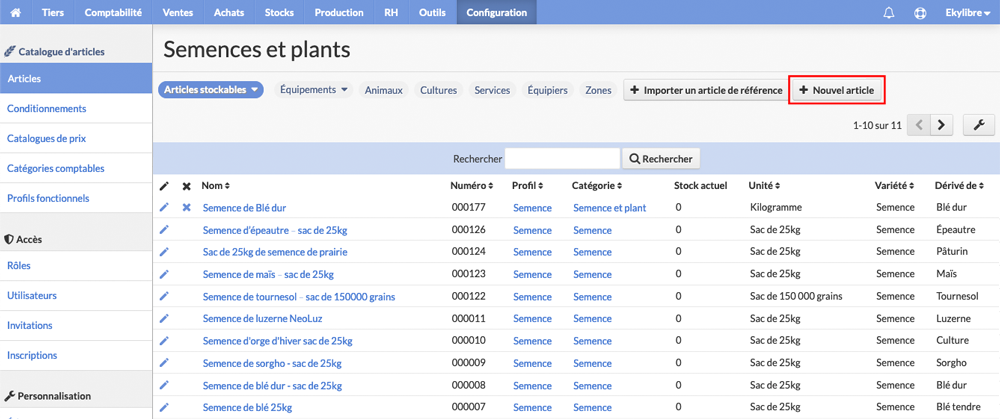 Tiers Comptabilité Ventes Achats Stocks Production RH Outils Configuration Ekylibre
Catalogue d'articles
Articles
Conditionnements
Catalogues de prix
Catégories comptables
Profils fonctionnels
Accès
Rôles
Utilisateurs
Invitations
Inscriptions
Personnalisation
Semences et plants
Articles stockables Équipements Animaux Cultures Services Équipiers Zones + Importer un article de référence + Nouvel article
1-10 sur 11
Rechercher Rechercher
Nom Numéro Profil Catégorie Stock actuel Unité Variété Dérivé de
Semence de Blé dur 000177 Semence Semence et plant 0 Kilogramme Semence Blé dur
Semence d'épeautre – sac de 25kg 000126 Semence Semence 0 Sac de 25kg Semence Épeautre
Sac de 25kg de semence de prairie 000124 Semence Semence 0 Sac de 25kg Semence Pâturin
Semence de maïs – sac de 25kg 000123 Semence Semence 0 Sac de 25kg Semence Maïs
Semence de tournesol – sac de 150000 grains 000122 Semence Semence 0 Sac de 150 000 grains Semence Tournesol
Semence de luzerne NeoLuz 000011 Semence Semence 0 Sac de 25kg Semence Luzerne
Semence d'orge d'hiver sac de 25kg 000010 Semence Semence 0 Sac de 25kg Semence Culture
Semence de sorgho - sac de 25kg 000009 Semence Semence 0 Sac de 25kg Semence Sorgho
Semence de blé dur - sac de 25kg 000008 Semence Semence 0 Sac de 25kg Semence Blé dur
Semence de blé 25kg 000007 Semence Semence 0 Sac de 25kg Semence Blé tendre